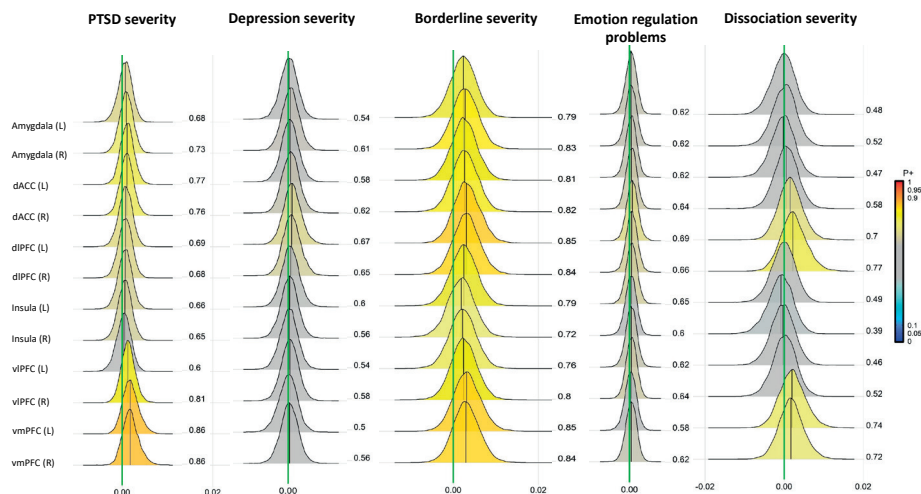 PTSD severity Depression severity Borderline severity Emotion regulation problems Dissociation severity
Amygdala (L) 0.68 0.54 0.79 0.62 0.48
Amygdala (R) 0.73 0.61 0.83 0.62 0.52
dACC (L) 0.77 0.58 0.81 0.62 0.47
dACC (R) 0.76 0.62 0.82 0.64 0.58
dlPFC (L) 0.69 0.67 0.85 0.69 0.7
dlPFC (R) 0.68 0.65 0.84 0.66 0.77
Insula (L) 0.66 0.6 0.79 0.65 0.49
Insula (R) 0.65 0.56 0.72 0.6 0.39
vlPFC (L) 0.6 0.54 0.76 0.62 0.46
vlPFC (R) 0.81 0.58 0.8 0.64 0.52
vmPFC (L) 0.86 0.5 0.85 0.58 0.74
vmPFC (R) 0.86 0.56 0.84 0.62 0.72
0.00 0.02 0.00 0.00 0.02 0.00 -0.02 0.00 0.02
P+
1
0.95
0.9
0.1
0.05
0